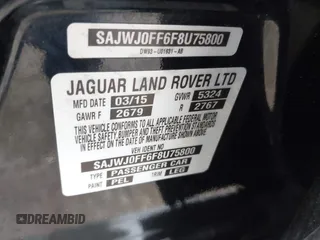 SAJWJ0FF6F8U75800
JAGUAR LAND ROVER LTD
MFD DATE 03/15 GVWR 5324
GAWR F 2679 R 2767
THIS VEHICLE CONFORMS TO ALL APPLICABLE FEDERAL MOTOR
VEHICLE SAFETY BUMPER AND THEFT PREVENTION STANDARDS
IN EFFECT ON THE DATE OF MANUFACTURE SHOWN ABOVE
SAJWJ0FF6F8U75800
VEH IDENT NO
TYPE PASSENGER CAR
PAINT PEL TRIM LEG
DREAMBID